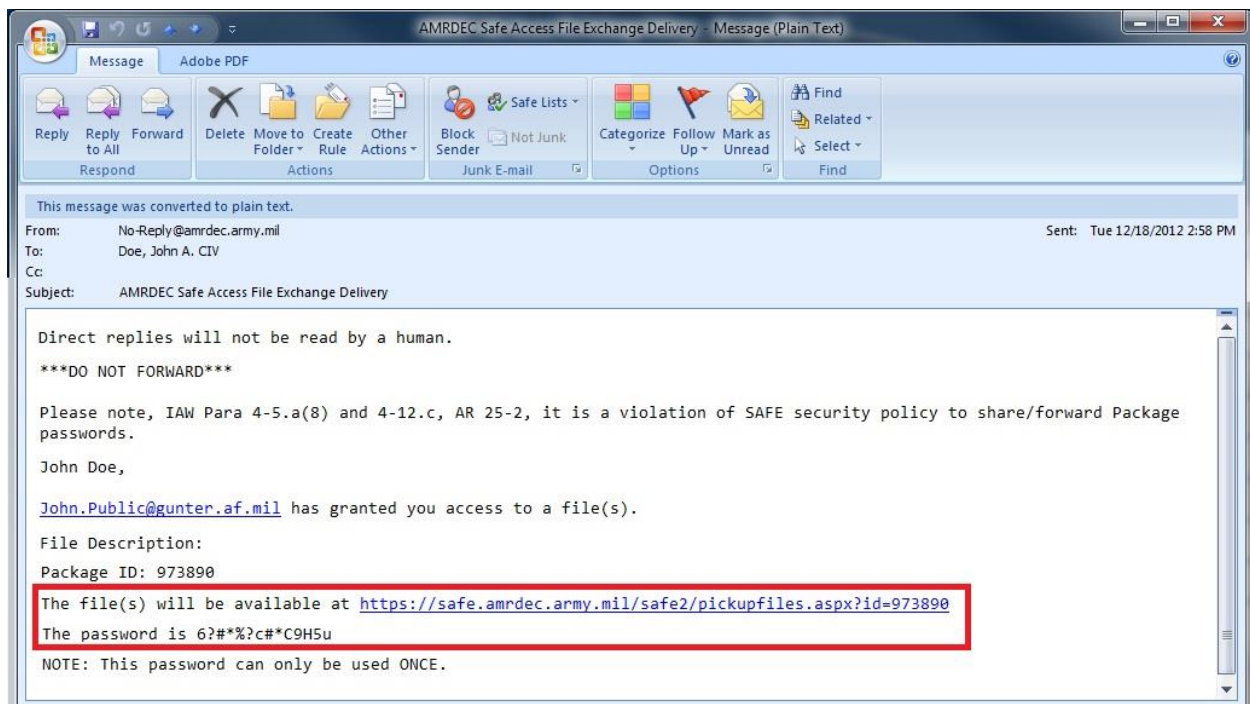 AMRDEC Safe Access File Exchange Delivery - Message (Plain Text)
Message Adobe PDF
Reply Reply to All Forward Delete Move to Folder Create Rule Other Actions Block Sender Safe Lists Not Junk Categorize Follow Up Mark as Unread Find Related Select
Respond Actions Junk E-mail Options Find
This message was converted to plain text.
From: No-Reply@amrdec.army.mil Sent: Tue 12/18/2012 2:58 PM
To: Doe, John A. CIV
Cc:
Subject: AMRDEC Safe Access File Exchange Delivery
Direct replies will not be read by a human.
***DO NOT FORWARD***
Please note, IAW Para 4-5.a(8) and 4-12.c, AR 25-2, it is a violation of SAFE security policy to share/forward Package
passwords.
John Doe,
John.Public@gunter.af.mil has granted you access to a file(s).
File Description:
Package ID: 973890
The file(s) will be available at https://safe.amrdec.army.mil/safe2/pickupfiles.aspx?id=973890
The password is 6?#*%?c#*C9H5u
NOTE: This password can only be used ONCE.